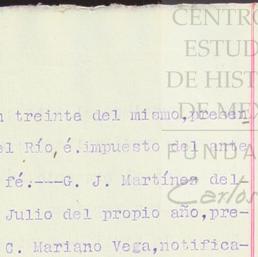 CENTRO
ESTUD
DE HIST
DE ME
FUNDA
Carlos
n treinta del mismo,presen
el Río,é.impuesto del ante
fé.---G. J. Martínez del-
Julio del propio año,pre-
C. Mariano Vega,notifica-